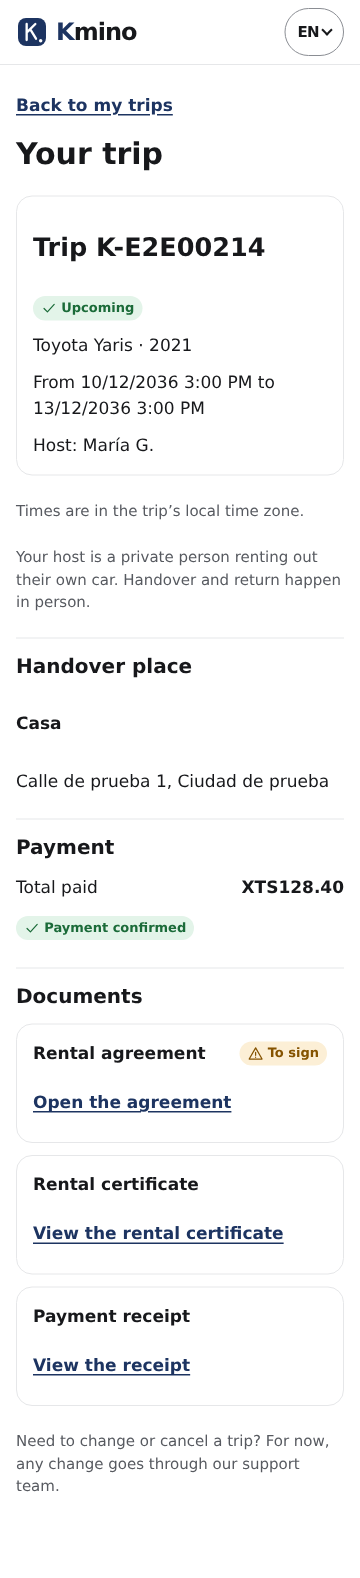 Kmino
EN
Back to my trips
Your trip
Trip K-E2E00214
Upcoming
Toyota Yaris · 2021
From 10/12/2036 3:00 PM to
13/12/2036 3:00 PM
Host: María G.
Times are in the trip’s local time zone.
Your host is a private person renting out
their own car. Handover and return happen
in person.
Handover place
Casa
Calle de prueba 1, Ciudad de prueba
Payment
Total paid XTS128.40
Payment confirmed
Documents
Rental agreement To sign
Open the agreement
Rental certificate
View the rental certificate
Payment receipt
View the receipt
Need to change or cancel a trip? For now,
any change goes through our support
team.